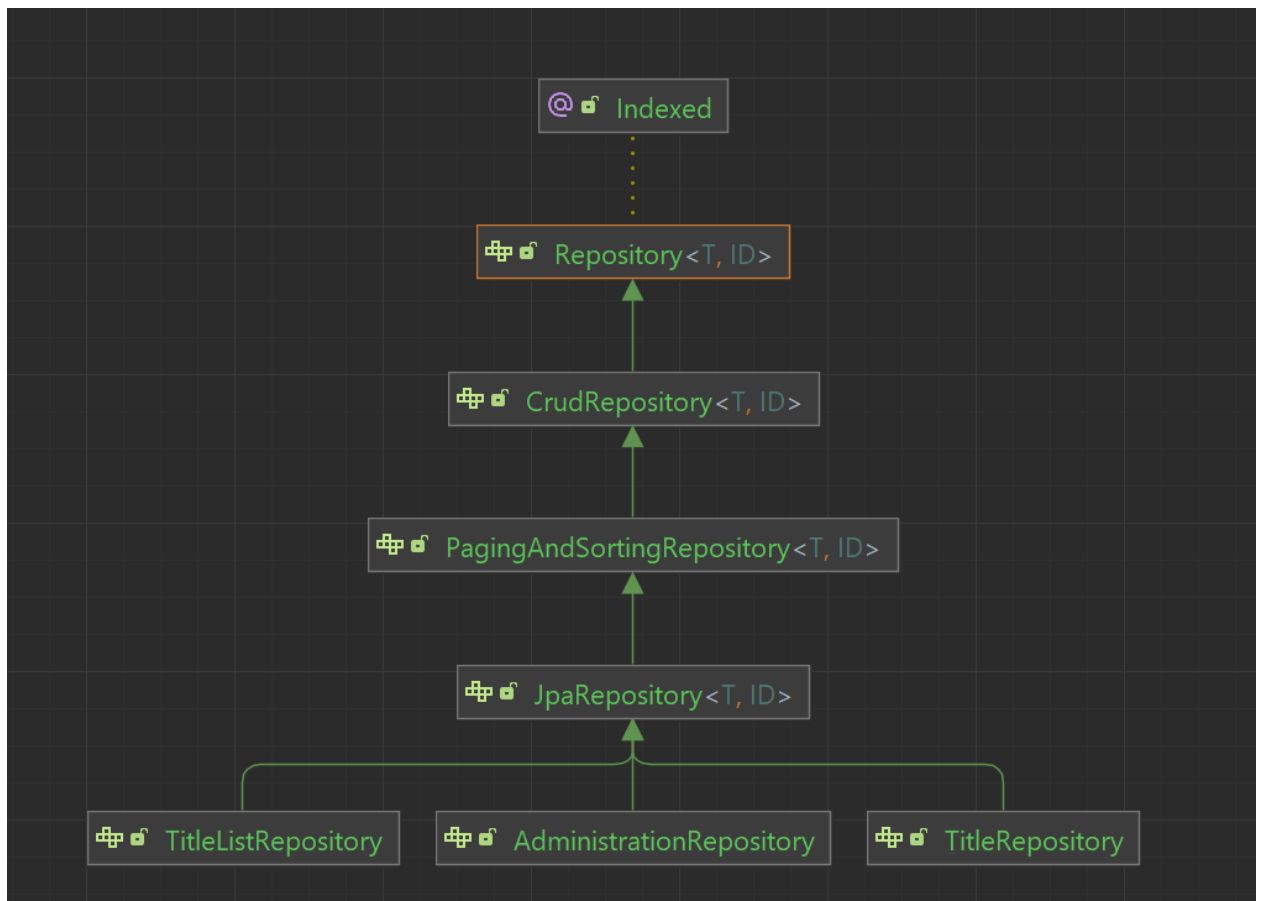 @ Indexed
Repository<T, ID>
CrudRepository<T, ID>
PagingAndSortingRepository<T, ID>
JpaRepository<T, ID>
TitleListRepository
AdministrationRepository
TitleRepository